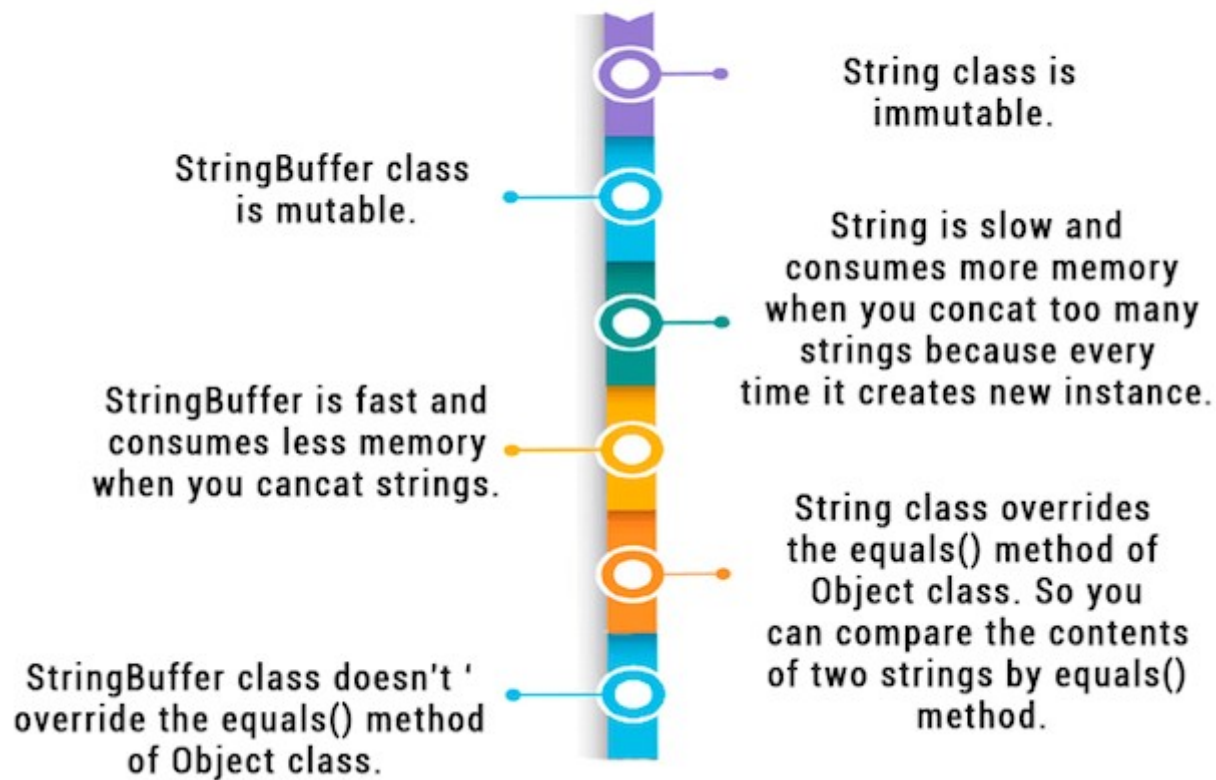 String class is
immutable.
StringBuffer class
is mutable.
String is slow and
consumes more memory
when you concat too many
strings because every
time it creates new instance.
StringBuffer is fast and
consumes less memory
when you cancat strings.
String class overrides
the equals() method of
Object class. So you
can compare the contents
of two strings by equals()
method.
StringBuffer class doesn't ‘
override the equals() method
of Object class.